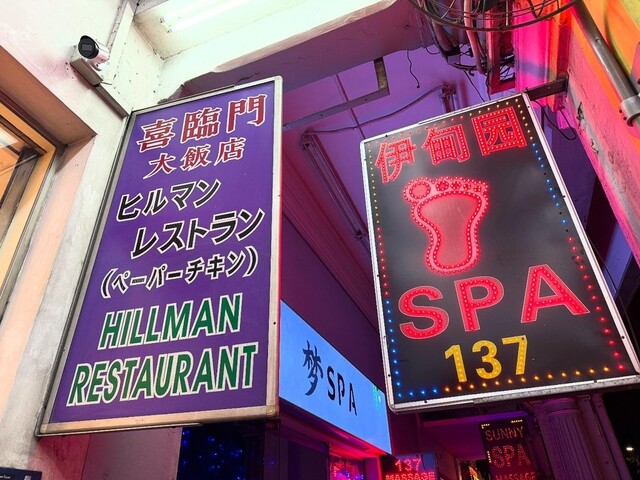 喜臨門
大飯店
ヒルマン
レストラン
(ペーパーチキン)
HILLMAN
RESTAURANT
伊甸园
SPA
137
梦 SPA
137
MASSAGE
SUNNY
SPA
MASSAGE